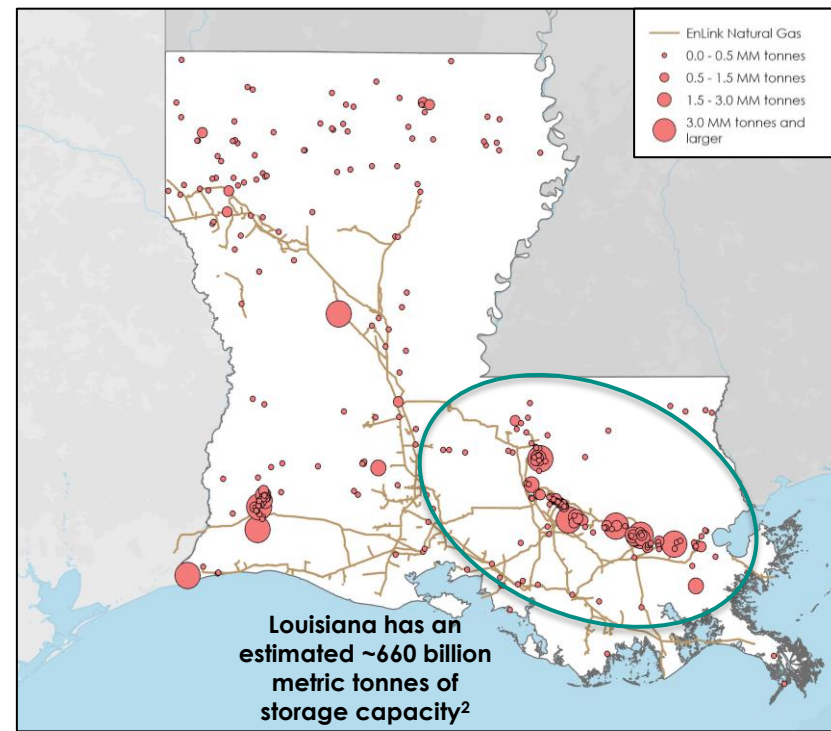 EnLink Natural Gas
0.0 - 0.5 MM tonnes
0.5 - 1.5 MM tonnes
1.5 - 3.0 MM tonnes
3.0 MM tonnes and
larger
Louisiana has an
estimated ~660 billion
metric tonnes of
storage capacity²